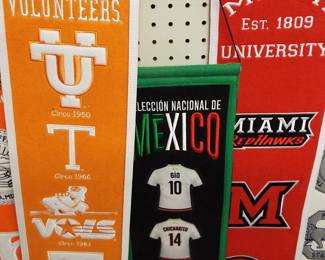 VOLUNTEERS
UT
Circa 1960
T
Circa 1966
VOLS
Circa 1983
LECCIÓN NACIONAL DE
MEXICO
GIO
10
CHICHARITO
14
EST. 1809
UNIVERSITY
MIAMI
REDHAWKS
M